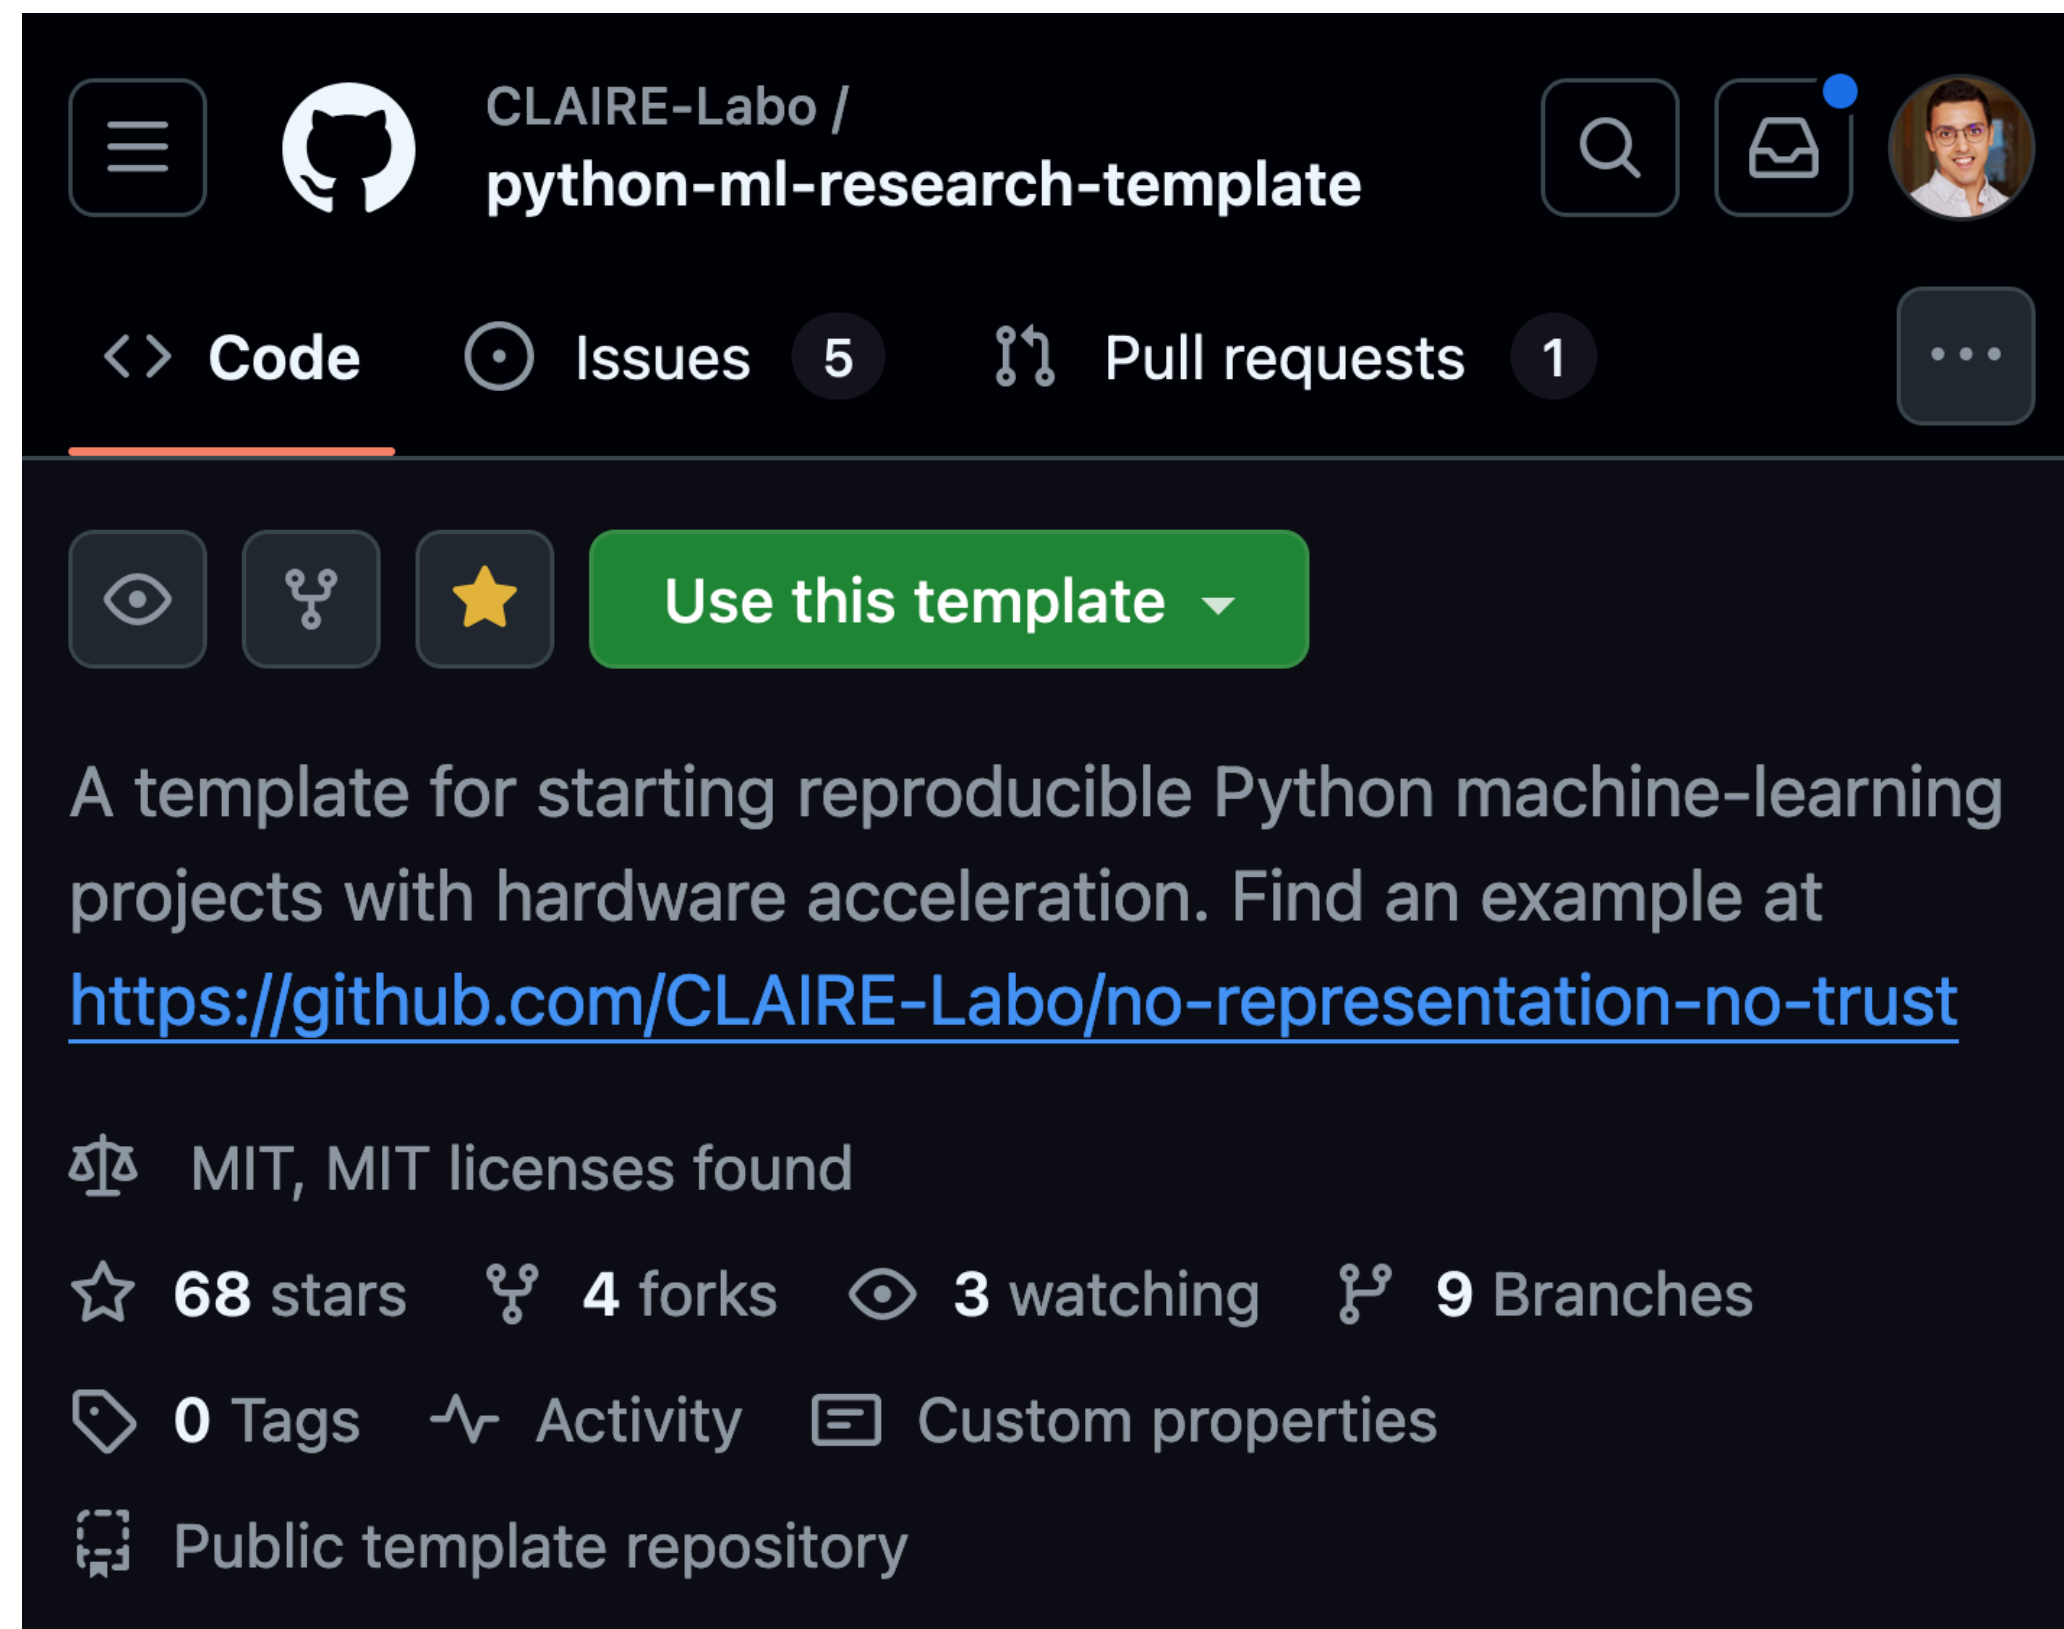 CLAIRE-Labo /
python-ml-research-template
Code Issues 5 Pull requests 1
Use this template
A template for starting reproducible Python machine-learning
projects with hardware acceleration. Find an example at
https://github.com/CLAIRE-Labo/no-representation-no-trust
MIT, MIT licenses found
68 stars 4 forks 3 watching 9 Branches
0 Tags Activity Custom properties
Public template repository